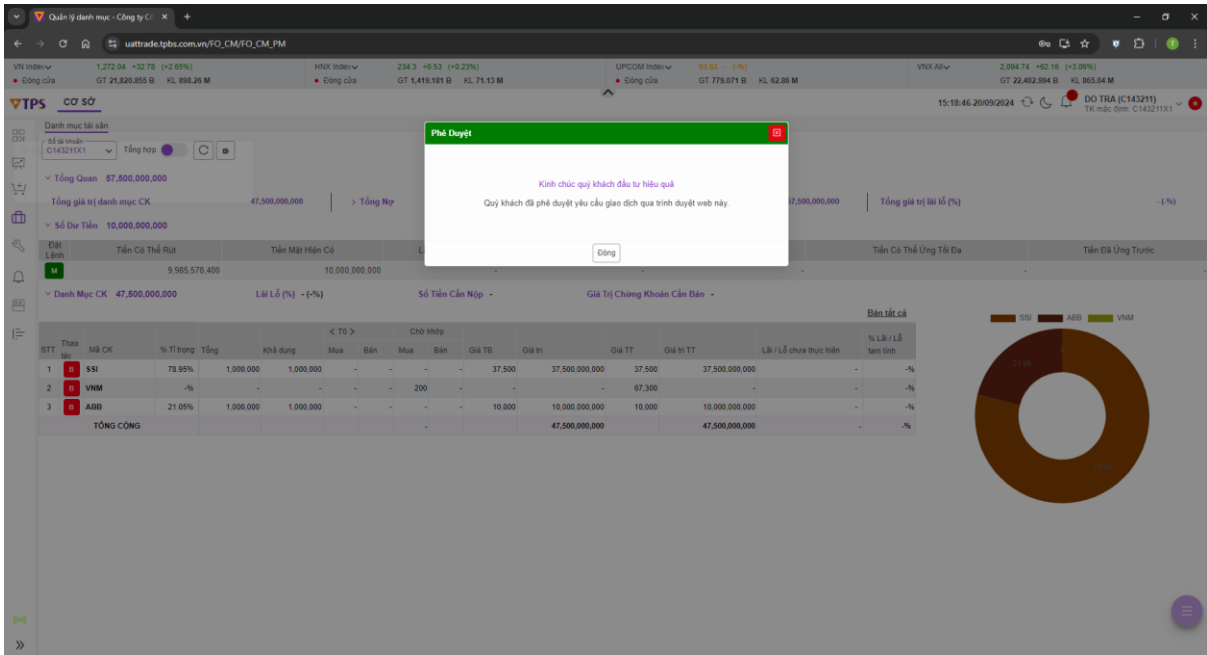 Quản lý danh mục - Công ty Cổ
uattrade.tpbs.com.vn/FO_CM/FO_CM_PM
VN Index 1,272.04 +32.78 (+2.65%) HNX Index 234.3 +0.53 (+0.23%) UPCOM Index 93.63 - (-%) VNX All 2,094.74 +62.16 (+3.06%)
Đóng cửa GT 21,820.855 B KL 898.26 M Đóng cửa GT 1,419.181 B KL 71.13 M Đóng cửa GT 779.071 B KL 62.86 M GT 22,402.994 B KL 865.04 M
TPS CƠ SỞ 15:18:46-20/09/2024 DO TRA (C143211)
TK mặc định: C143211X1
Danh mục tài sản
Số tài khoản
C143211X1 Tổng hợp
Phê Duyệt
Kính chúc quý khách đầu tư hiệu quả
Quý khách đã phê duyệt yêu cầu giao dịch qua trình duyệt web này.
Đóng
Tổng Quan 57,500,000,000
Tổng giá trị danh mục CK 47,500,000,000 > Tổng Nợ 57,500,000,000 Tổng giá trị lãi lỗ (%) - (-%)
Số Dư Tiền 10,000,000,000
Đặt Lệnh Tiền Có Thể Rút Tiền Mặt Hiện Có Tiền Có Thể Ứng Tối Đa Tiền Đã Ứng Trước
M 9,985,578,400 10,000,000,000 - - - - -
Danh Mục CK 47,500,000,000 Lãi Lỗ (%) - (-%) Số Tiền Cần Nộp - Giá Trị Chứng Khoán Cần Bán -
Bán tất cả
SSI ABB VNM
< T0 > Chờ khớp
STT Thao tác Mã CK % Tỉ trọng Tổng Khả dụng Mua Bán Mua Bán Giá TB Giá trị Giá TT Giá trị TT Lãi / Lỗ chưa thực hiện % Lãi / Lỗ tạm tính
1 B SSI 78.95% 1,000,000 1,000,000 - - - - 37,500 37,500,000,000 37,500 37,500,000,000 - -%
2 B VNM -% - - - - 200 - - - 67,300 - - -%
3 B ABB 21.05% 1,000,000 1,000,000 - - - - 10,000 10,000,000,000 10,000 10,000,000,000 - -%
TỔNG CỘNG - 47,500,000,000 47,500,000,000 - -%
21.05